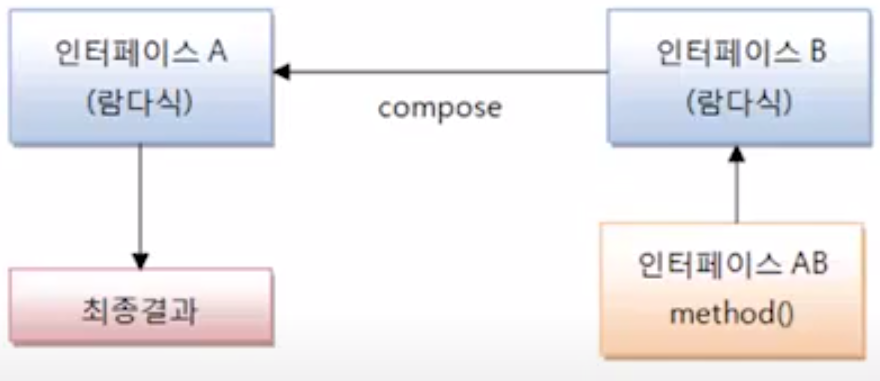 인터페이스 A
(람다식)
compose
인터페이스 B
(람다식)
최종결과
인터페이스 AB
method()